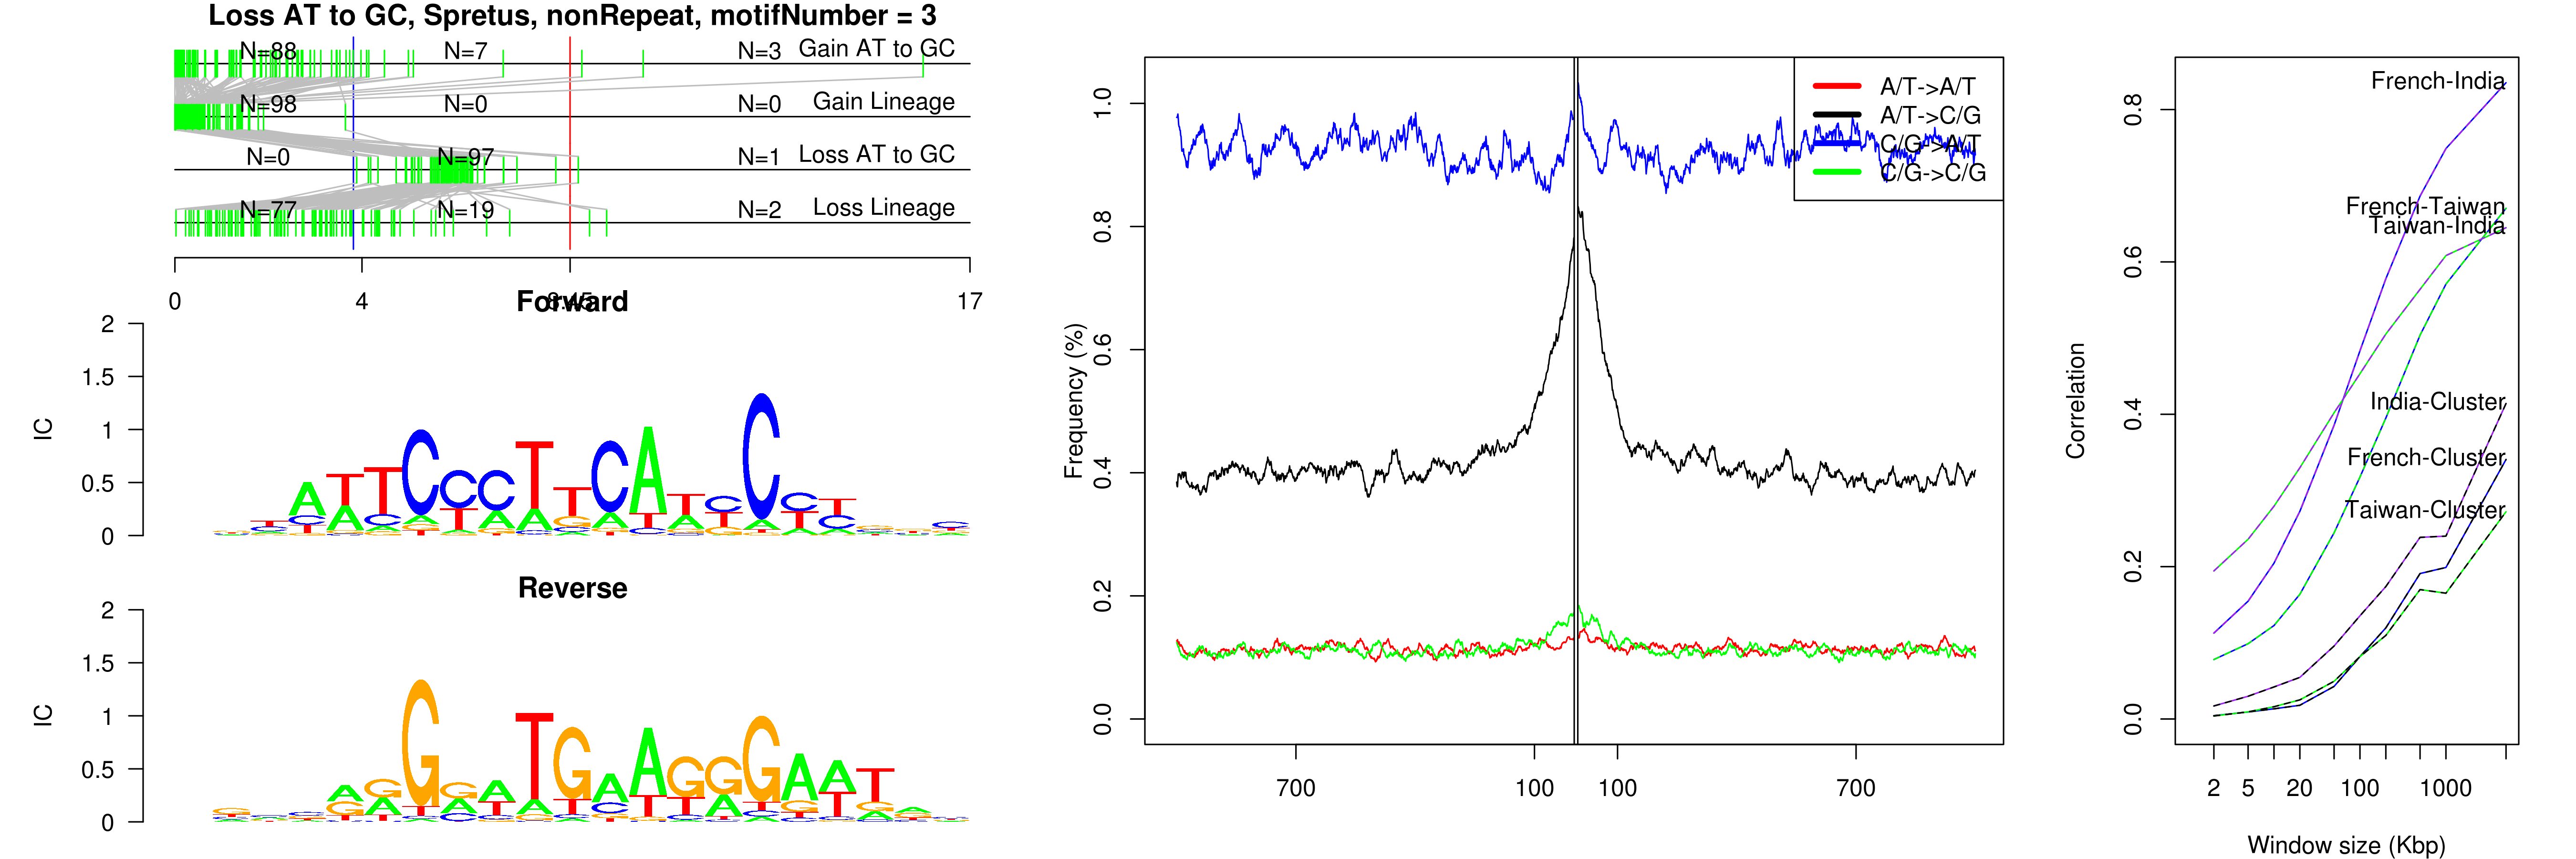 Loss AT to GC, Spretus, nonRepeat, motifNumber = 3
N=88 N=7 N=3 Gain AT to GC
N=98 N=0 N=0 Gain Lineage
N=0 N=97 N=1 Loss AT to GC
N=77 N=19 N=2 Loss Lineage
0 4 8.45 17
Forward
IC
2
1.5
1
0.5
0
Reverse
IC
2
1.5
1
0.5
0
Frequency (%)
1.0
0.8
0.6
0.4
0.2
0.0
A/T->A/T
A/T->C/G
C/G->A/T
C/G->C/G
700 100 100 700
Correlation
0.8
0.6
0.4
0.2
0.0
French-India
French-Taiwan
Taiwan-India
India-Cluster
French-Cluster
Taiwan-Cluster
2 5 20 100 1000
Window size (Kbp)